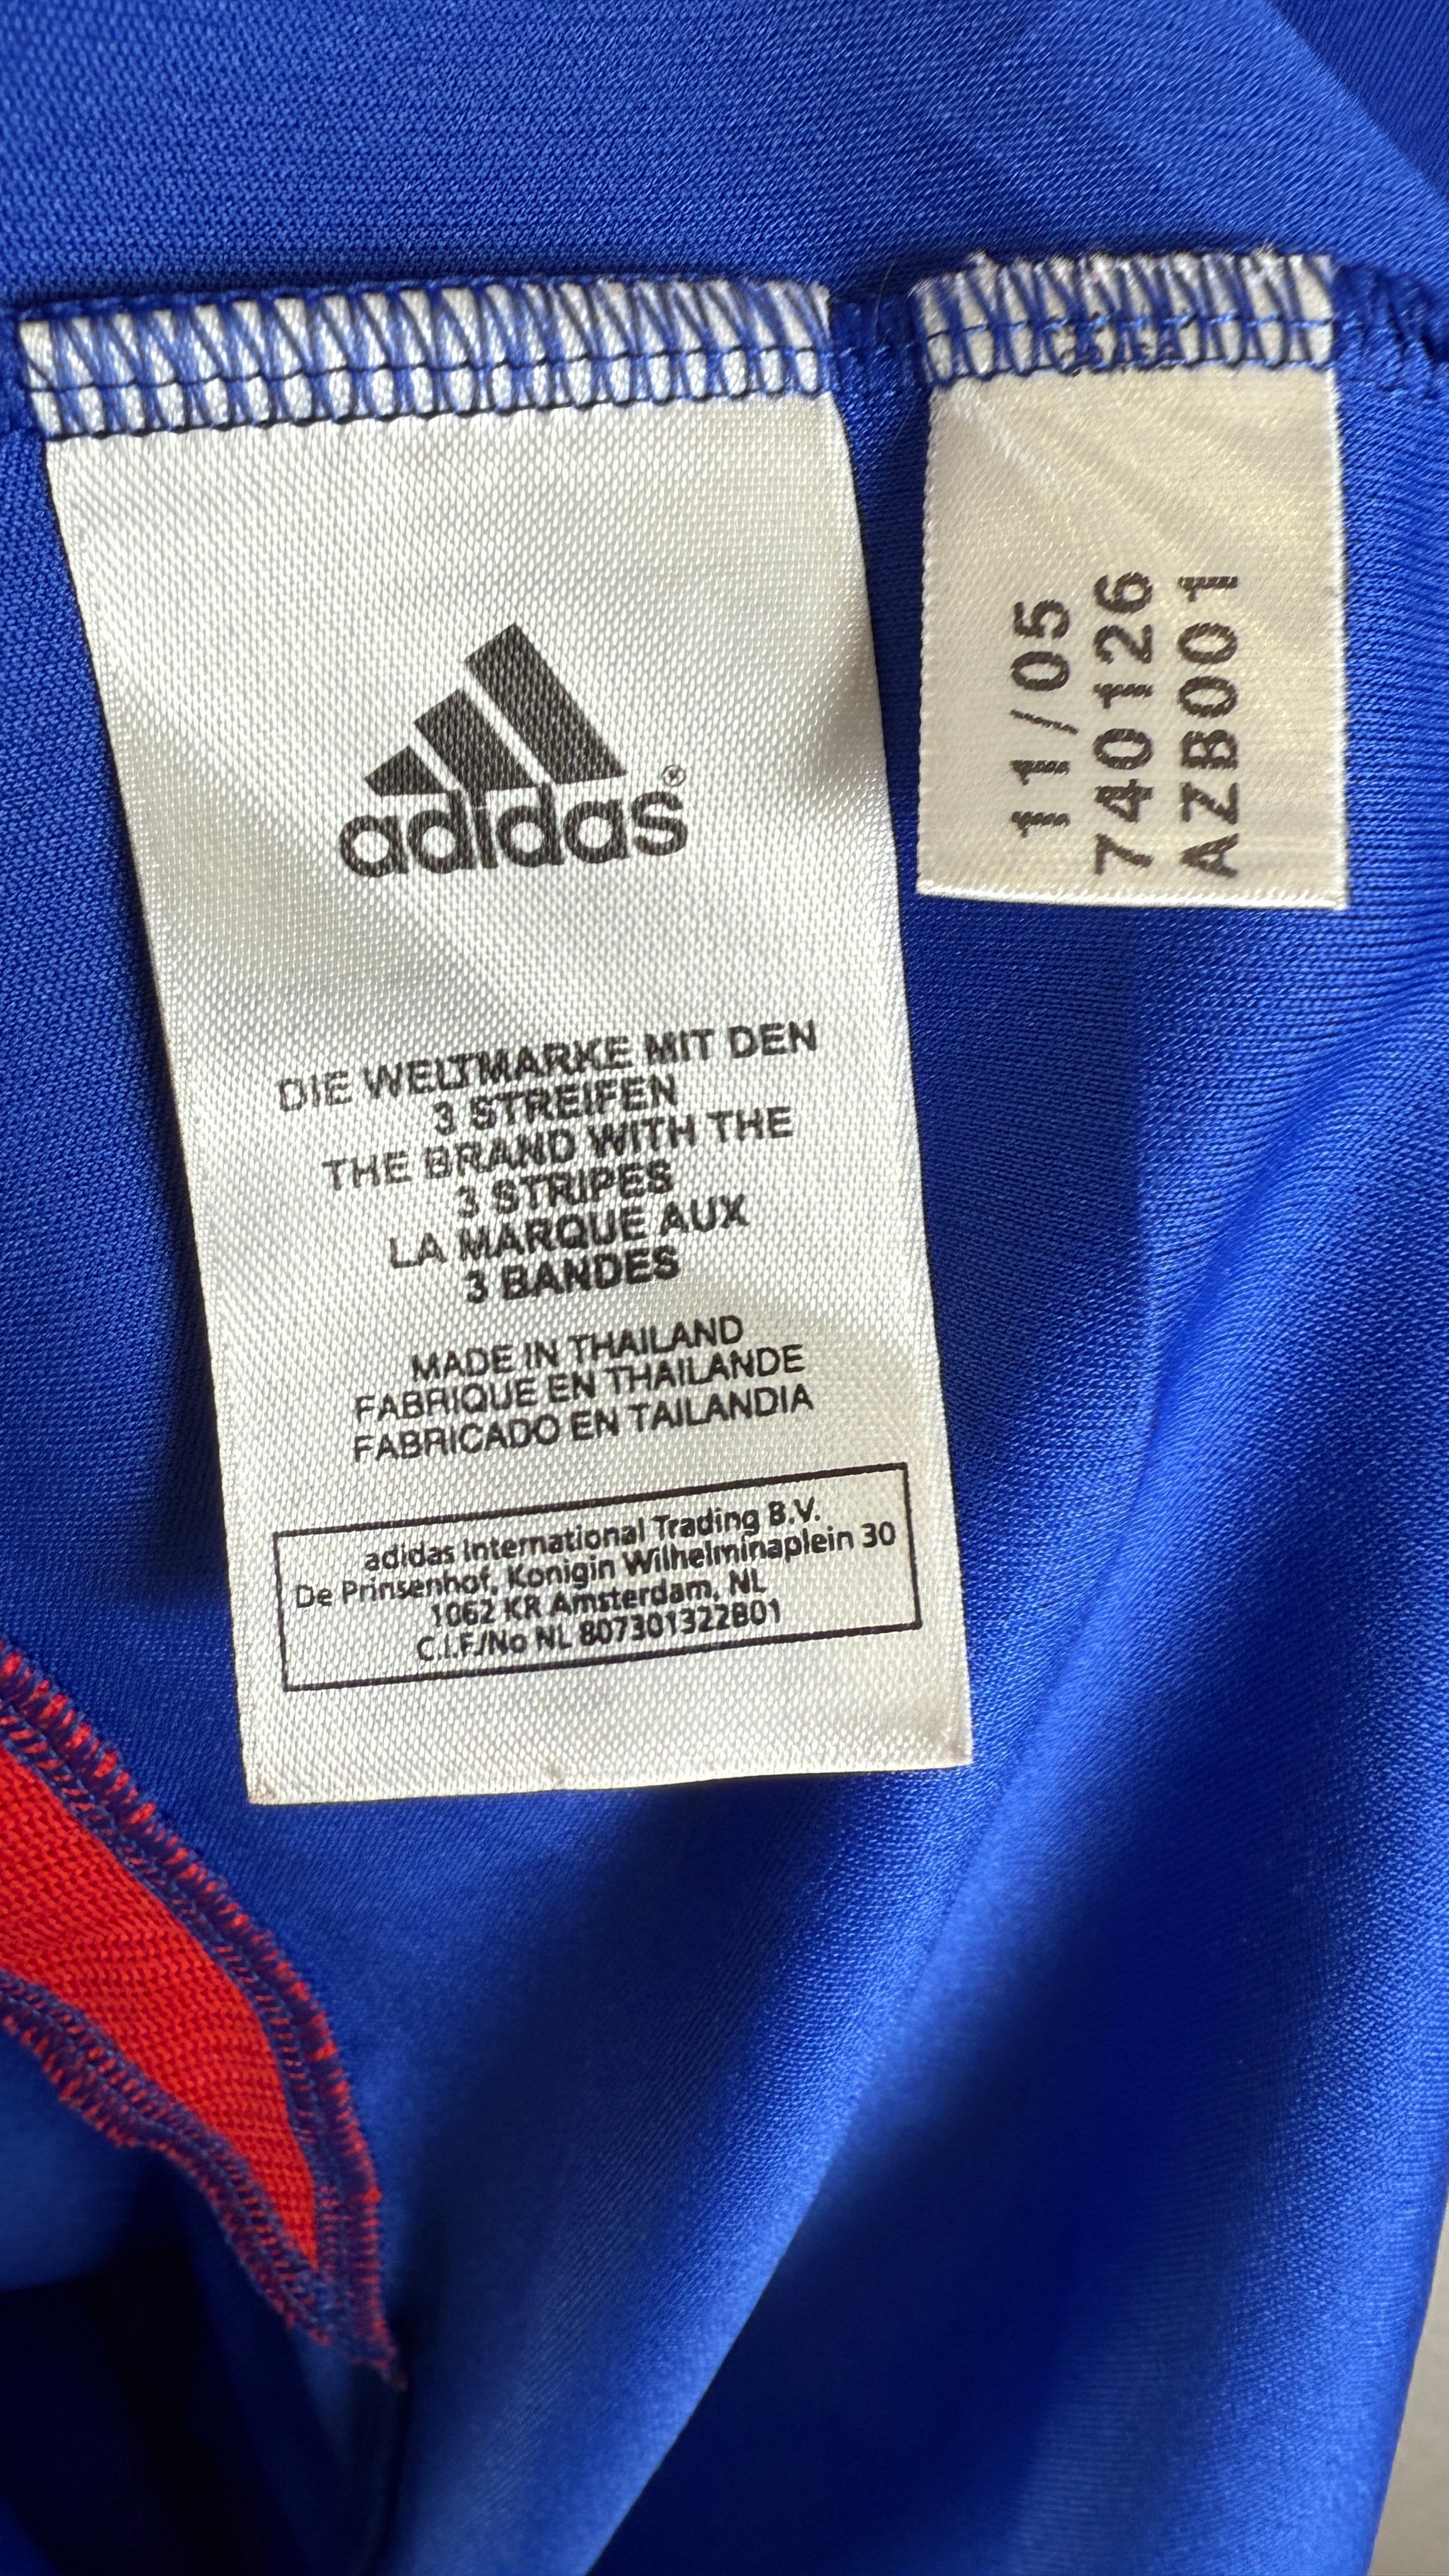 adidas®
DIE WELTMARKE MIT DEN
3 STREIFEN
THE BRAND WITH THE
3 STRIPES
LA MARQUE AUX
3 BANDES
MADE IN THAILAND
FABRIQUE EN THAILANDE
FABRICADO EN TAILANDIA
adidas International Trading B.V.
De Prinsenhof, Konigin Wilhelminaplein 30
1062 KR Amsterdam, NL
C.I.F./No NL 807301322B01
11/05
740126
AZB001